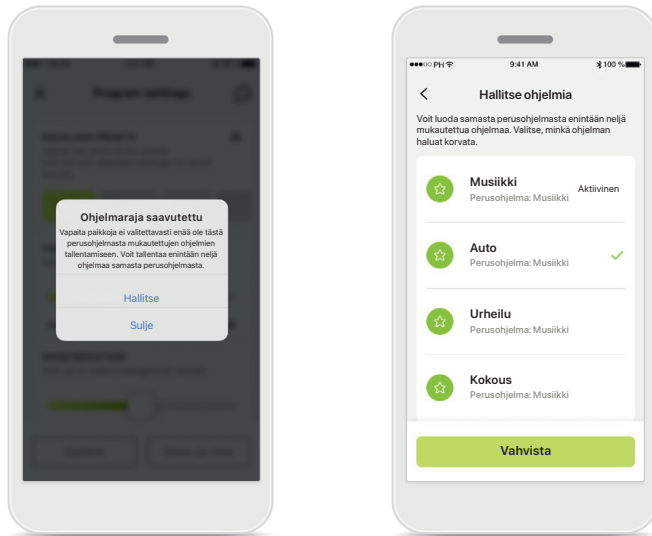 Program settings
Ohjelmaraja saavutettu
Vapaita paikkoja ei valitettavasti enää ole tästä
perusohjelmasta mukautettujen ohjelmien
tallentamiseen. Voit tallentaa enintään neljä
ohjelmaa samasta perusohjelmasta.
Hallitse
Sulje
PH 9:41 AM 100 %
Hallitse ohjelmia
Voit luoda samasta perusohjelmasta enintään neljä
mukautettua ohjelmaa. Valitse, minkä ohjelman
haluat korvata.
Musiikki
Aktiivinen
Perusohjelma: Musiikki
Auto
Perusohjelma: Musiikki
Urheilu
Perusohjelma: Musiikki
Kokous
Perusohjelma: Musiikki
Vahvista